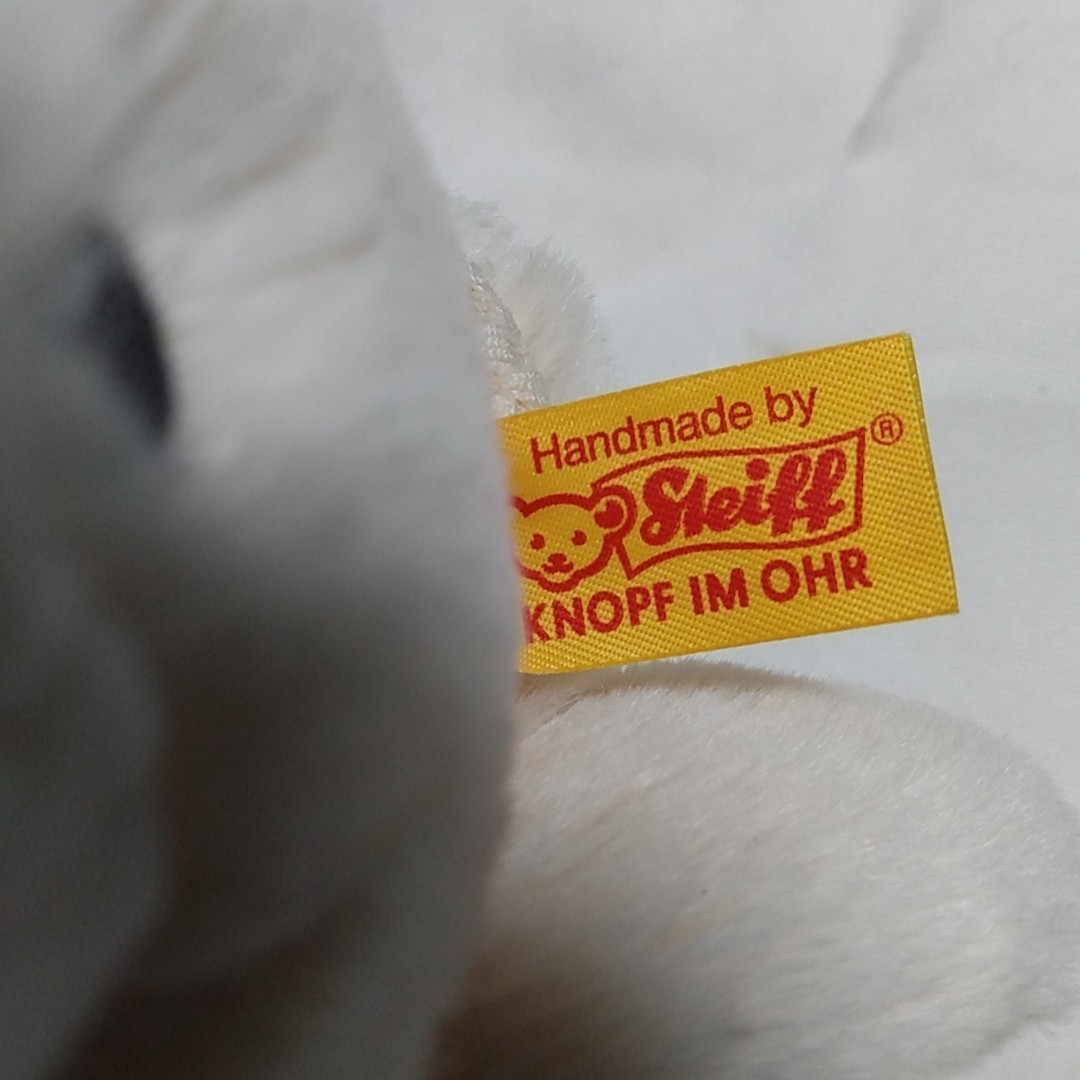 Handmade by
Steiff ®
KNOPF IM OHR